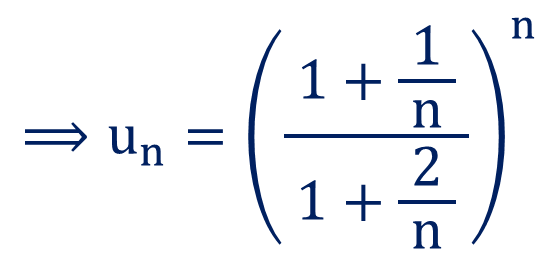 ⟹ uₙ = ((1 + 1/n)/(1 + 2/n))ⁿ